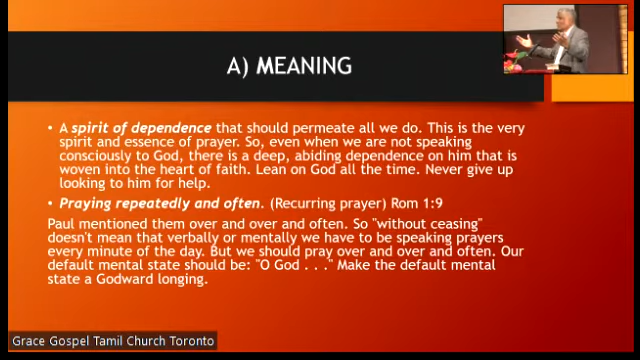 A) MEANING
• A spirit of dependence that should permeate all we do. This is the very
spirit and essence of prayer. So, even when we are not speaking
consciously to God, there is a deep, abiding dependence on him that is
woven into the heart of faith. Lean on God all the time. Never give up
looking to him for help.
• Praying repeatedly and often. (Recurring prayer) Rom 1:9
Paul mentioned them over and over and often. So "without ceasing"
doesn't mean that verbally or mentally we have to be speaking prayers
every minute of the day. But we should pray over and over and often. Our
default mental state should be: "O God . . ." Make the default mental
state a Godward longing.
Grace Gospel Tamil Church Toronto